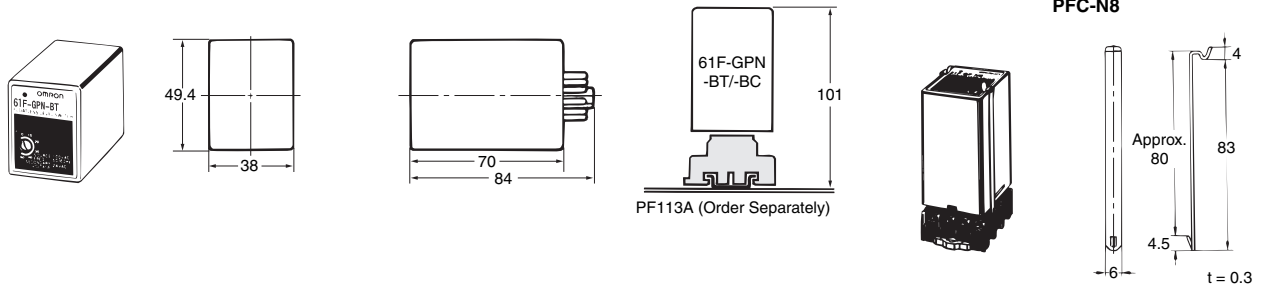 PFC-N8
OMRON
61F-GPN-BT
49.4
38
70
84
61F-GPN
-BT/-BC
101
PF113A (Order Separately)
4
Approx.
80
83
4.5
6
t = 0.3